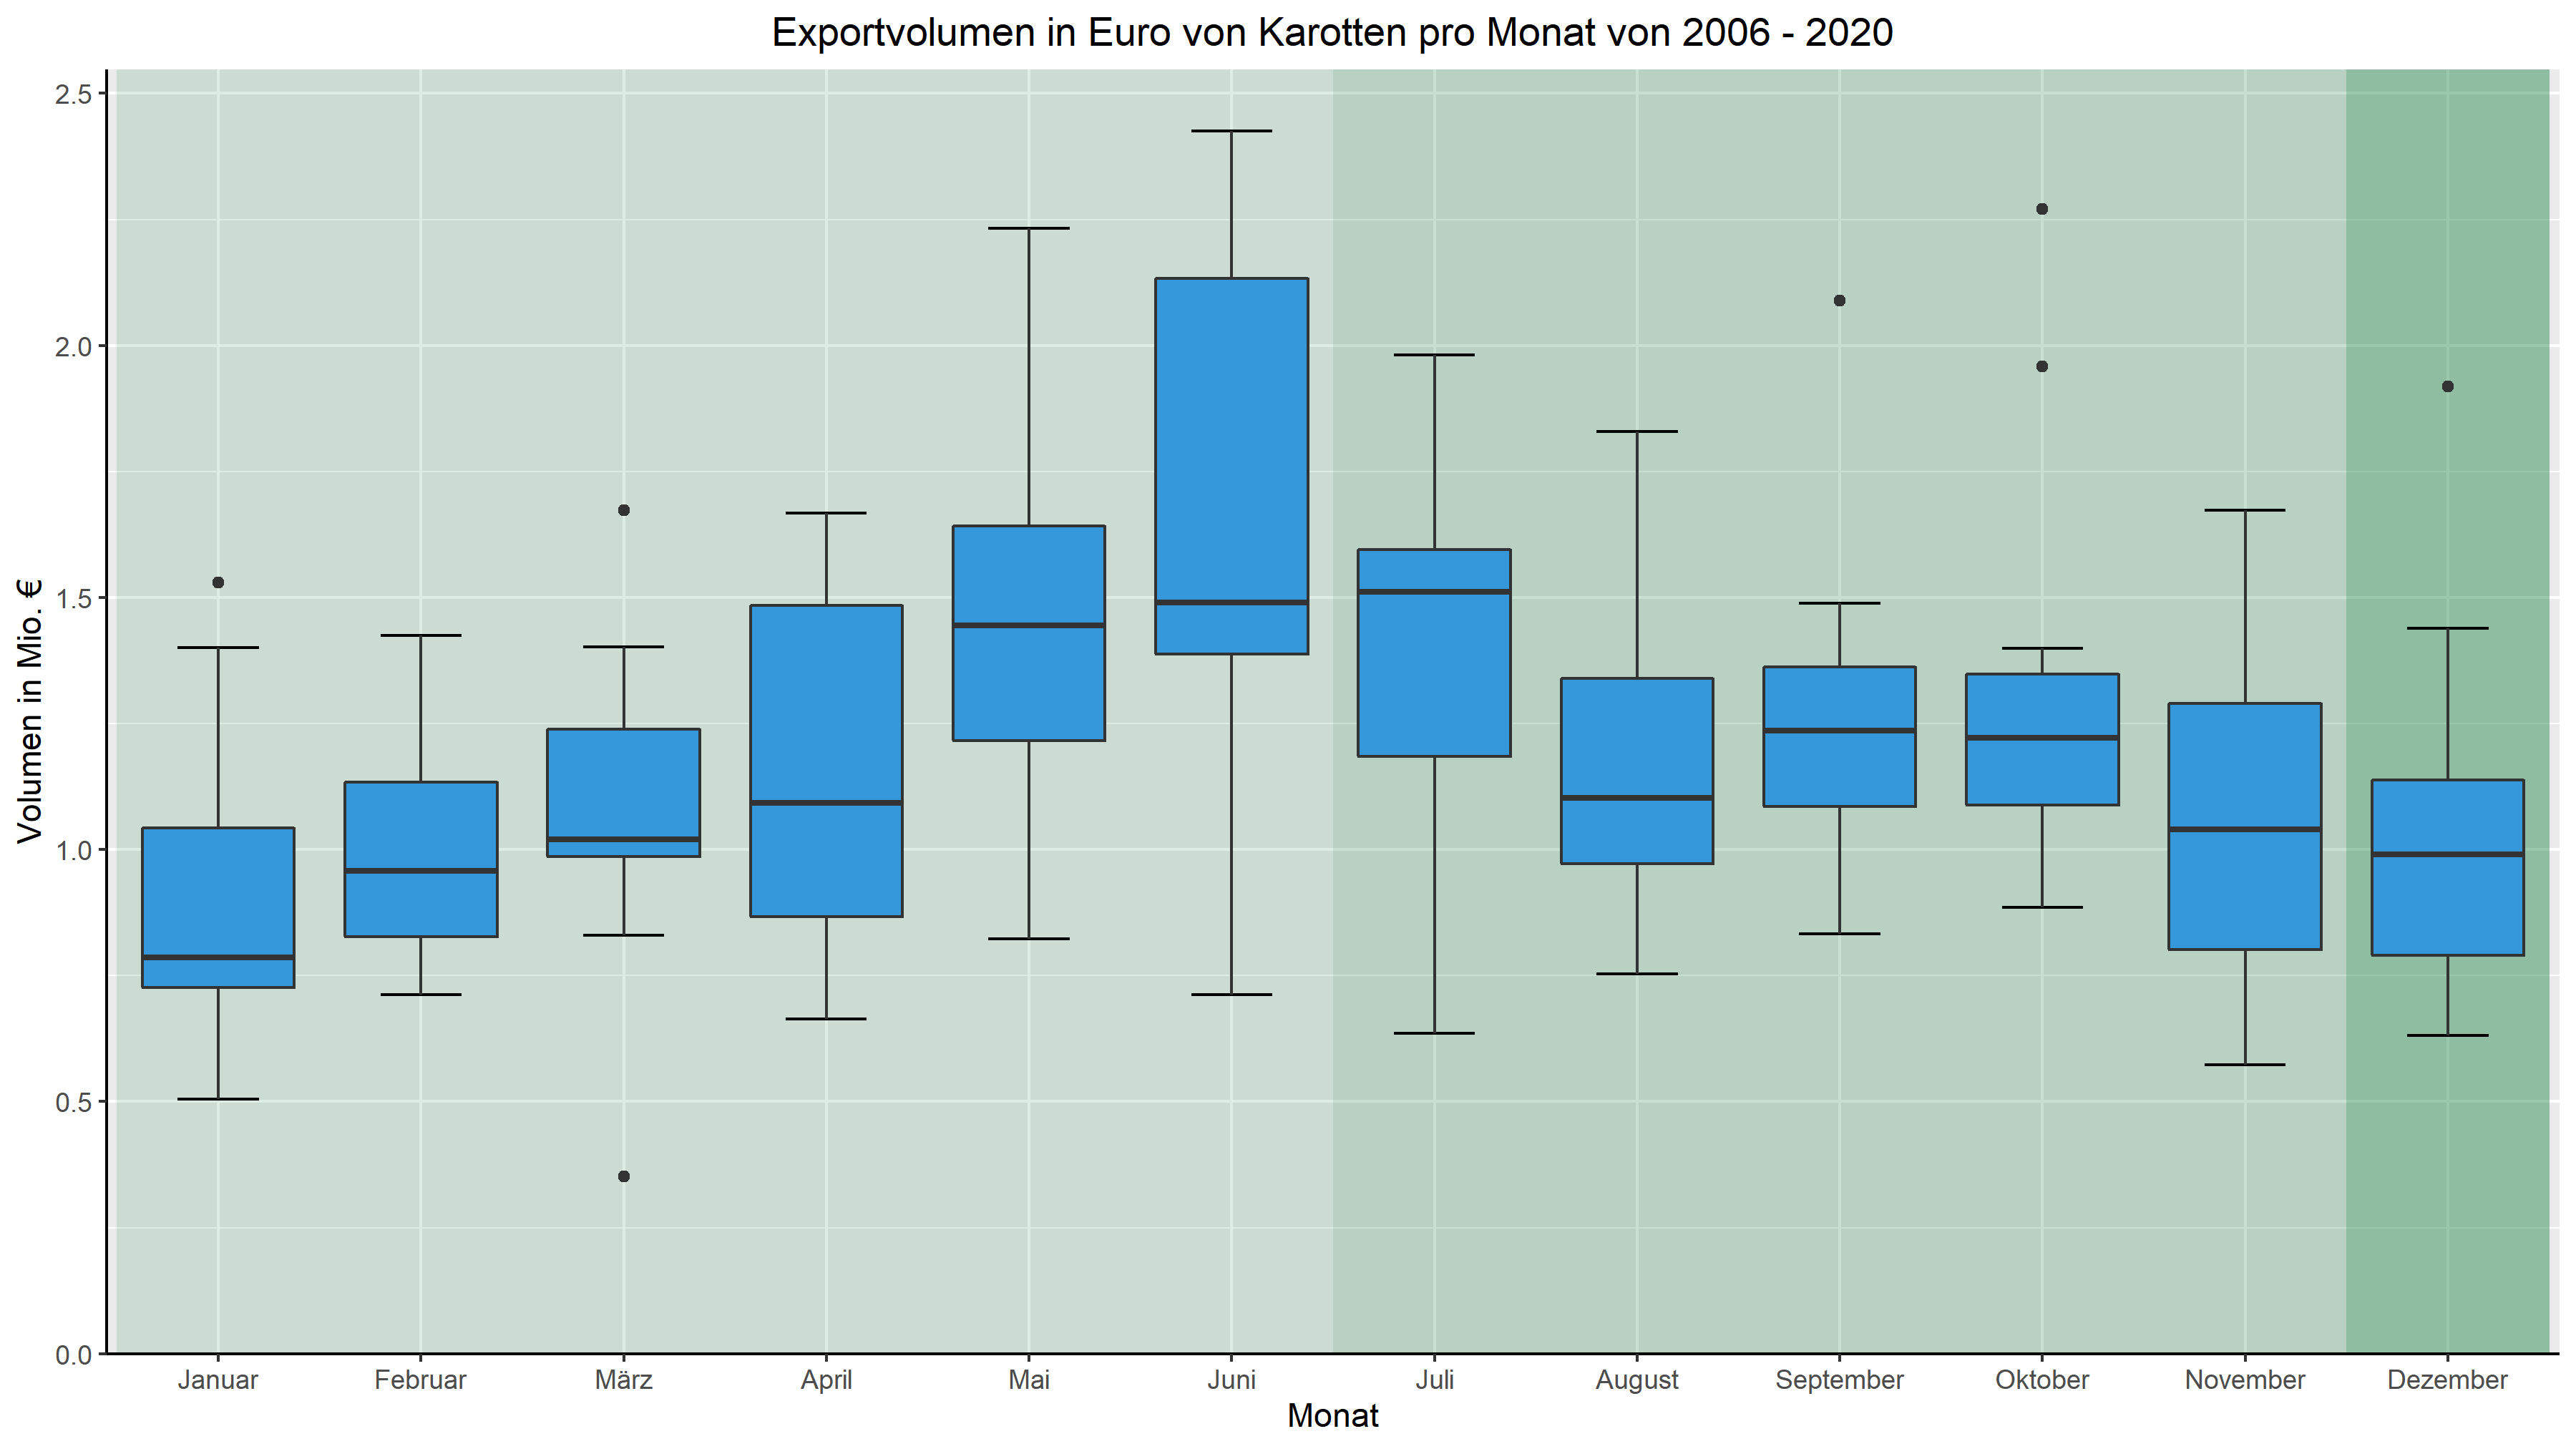 Exportvolumen in Euro von Karotten pro Monat von 2006 - 2020
2.5
2.0
1.5
1.0
0.5
0.0
Volumen in Mio. €
Januar Februar März April Mai Juni Juli August September Oktober November Dezember
Monat